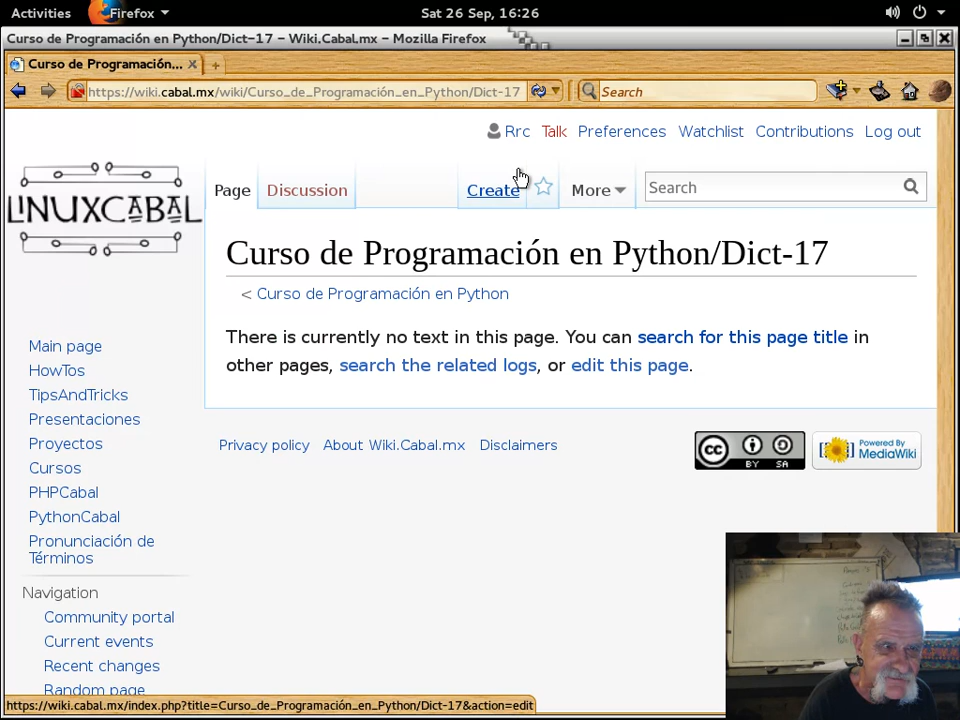 Activities
Firefox
Sat 26 Sep, 16:26
Curso de Programación en Python/Dict-17 – Wiki.Cabal.mx – Mozilla Firefox
Curso de Programación...
https://wiki.cabal.mx/wiki/Curso_de_Programación_en_Python/Dict-17
Search
Rrc Talk Preferences Watchlist Contributions Log out
LINUXCABAL
Page Discussion Create More Search
Curso de Programación en Python/Dict-17
< Curso de Programación en Python
There is currently no text in this page. You can search for this page title in
other pages, search the related logs, or edit this page.
Main page
HowTos
TipsAndTricks
Presentaciones
Proyectos
Cursos
PHPCabal
PythonCabal
Pronunciación de
Términos
Navigation
Community portal
Current events
Recent changes
Random page
Privacy policy About Wiki.Cabal.mx Disclaimers
cc BY SA
Powered By
MediaWiki
https://wiki.cabal.mx/index.php?title=Curso_de_Programación_en_Python/Dict-17&action=edit